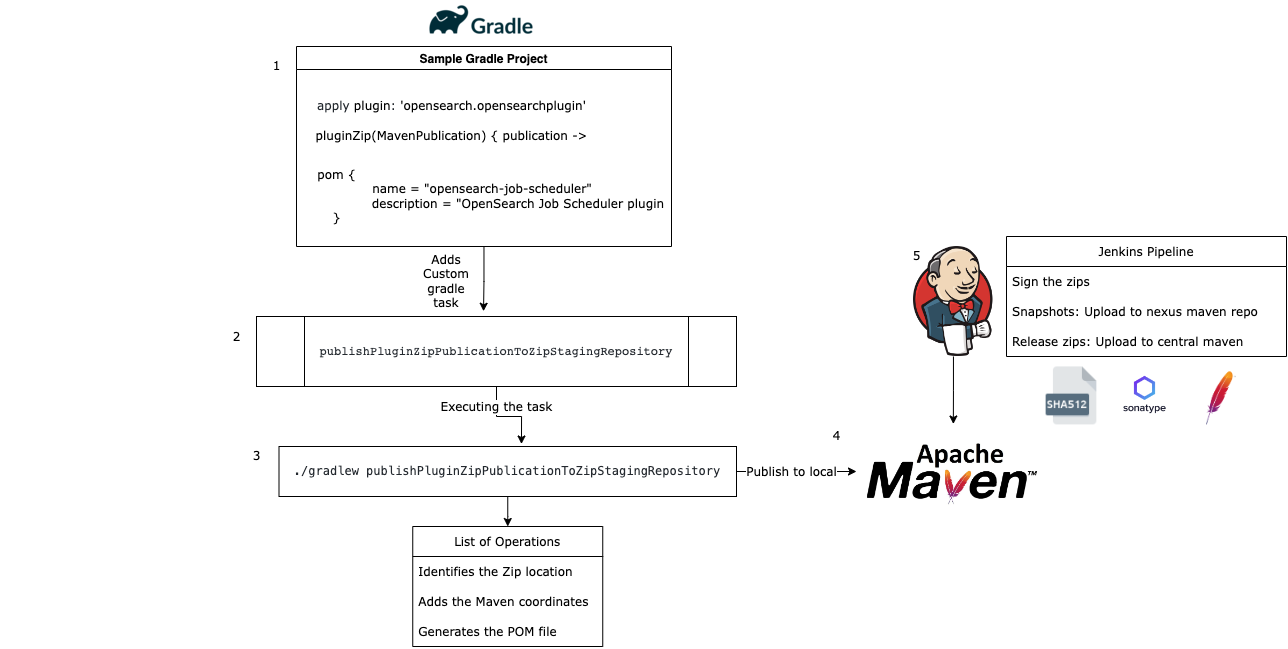 Gradle
Sample Gradle Project
1
apply plugin: 'opensearch.opensearchplugin'
pluginZip(MavenPublication) { publication ->
pom {
name = "opensearch-job-scheduler"
description = "OpenSearch Job Scheduler plugin
}
Adds
Custom
gradle
task
2
publishPluginZipPublicationToZipStagingRepository
Executing the task
3
./gradlew publishPluginZipPublicationToZipStagingRepository
Publish to local
4
Apache
Maven™
List of Operations
Identifies the Zip location
Adds the Maven coordinates
Generates the POM file
5
Jenkins Pipeline
Sign the zips
Snapshots: Upload to nexus maven repo
Release zips: Upload to central maven
SHA512
sonatype